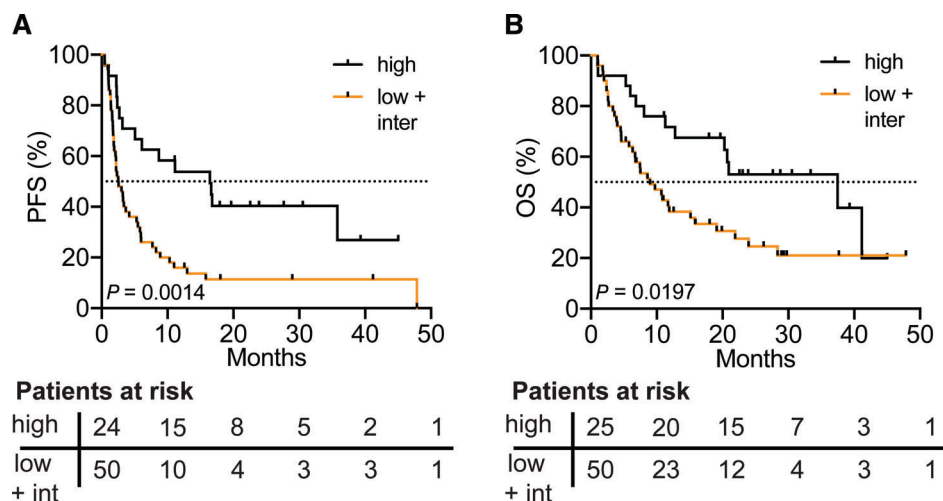 A
PFS (%)
100
80
60
40
20
0
high
low +
inter
P = 0.0014
0 10 20 30 40 50
Months
Patients at risk
high 24 15 8 5 2 1
low
+ int 50 10 4 3 3 1
B
OS (%)
100
80
60
40
20
0
high
low +
inter
P = 0.0197
0 10 20 30 40 50
Months
Patients at risk
high 25 20 15 7 3 1
low
+ int 50 23 12 4 3 1